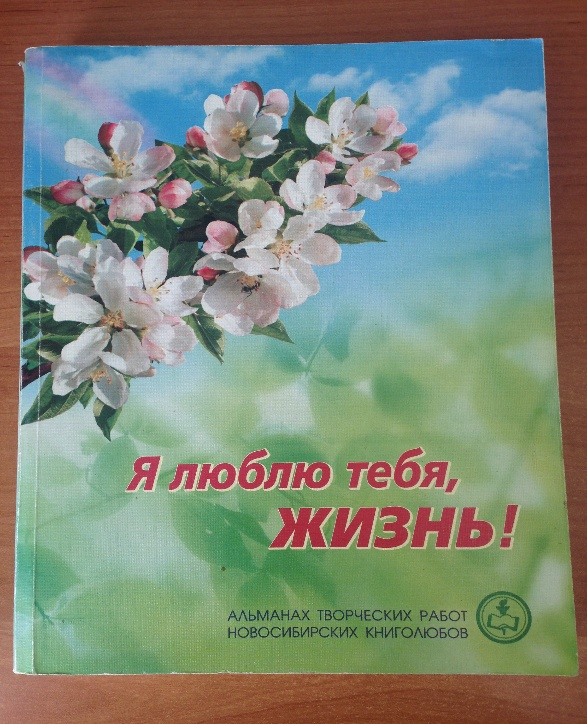 Я люблю тебя,
ЖИЗНЬ!
АЛЬМАНАХ ТВОРЧЕСКИХ РАБОТ
НОВОСИБИРСКИХ КНИГОЛЮБОВ